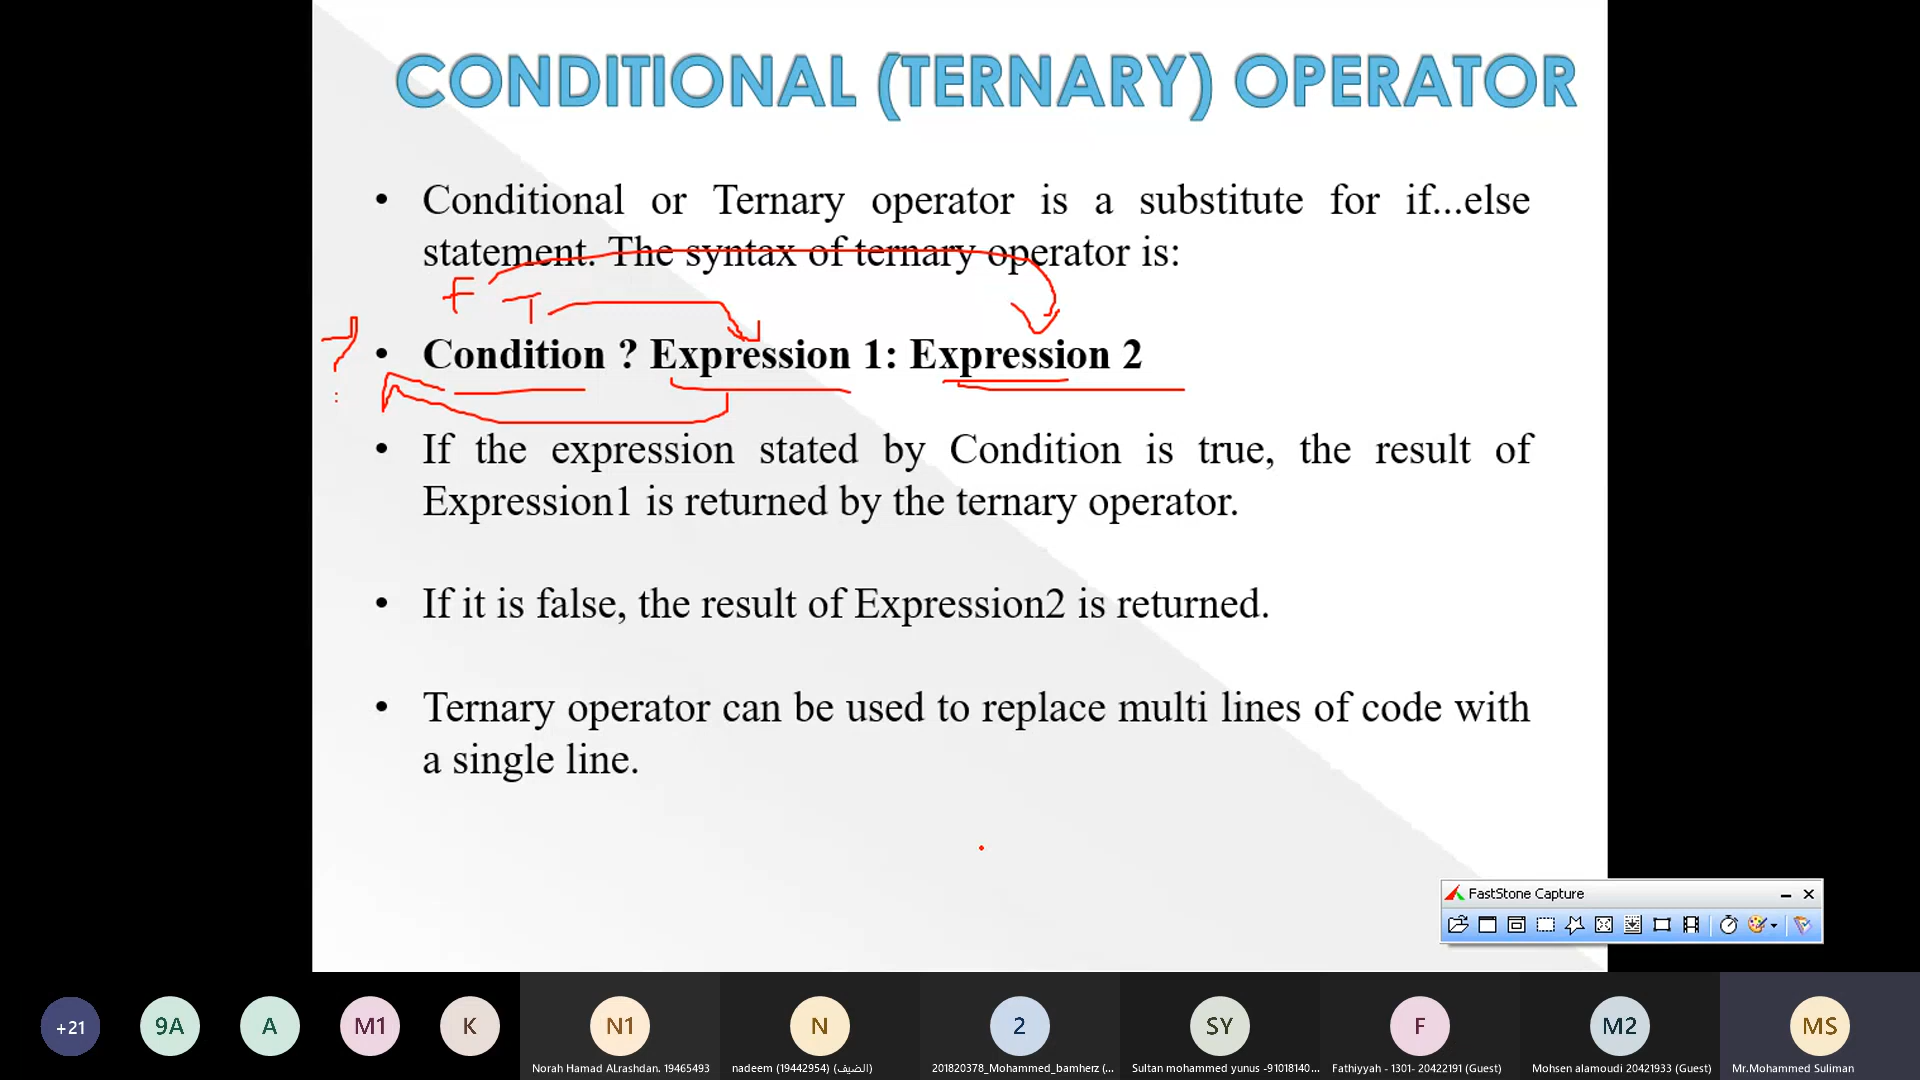 CONDITIONAL (TERNARY) OPERATOR
• Conditional or Ternary operator is a substitute for if...else
statement. The syntax of ternary operator is:
F T
?
:
• Condition ? Expression 1: Expression 2
• If the expression stated by Condition is true, the result of
Expression1 is returned by the ternary operator.
• If it is false, the result of Expression2 is returned.
• Ternary operator can be used to replace multi lines of code with
a single line.
FastStone Capture
+21 9A A M1 K N1 N 2 SY F M2 MS
Norah Hamad ALrashdan. 19465493
nadeem (19442954) (الضيف)
201820378_Mohammed_bamherz (...
Sultan mohammed yunus -91018140...
Fathiyyah - 1301- 20422191 (Guest)
Mohsen alamoudi 20421933 (Guest)
Mr.Mohammed Suliman